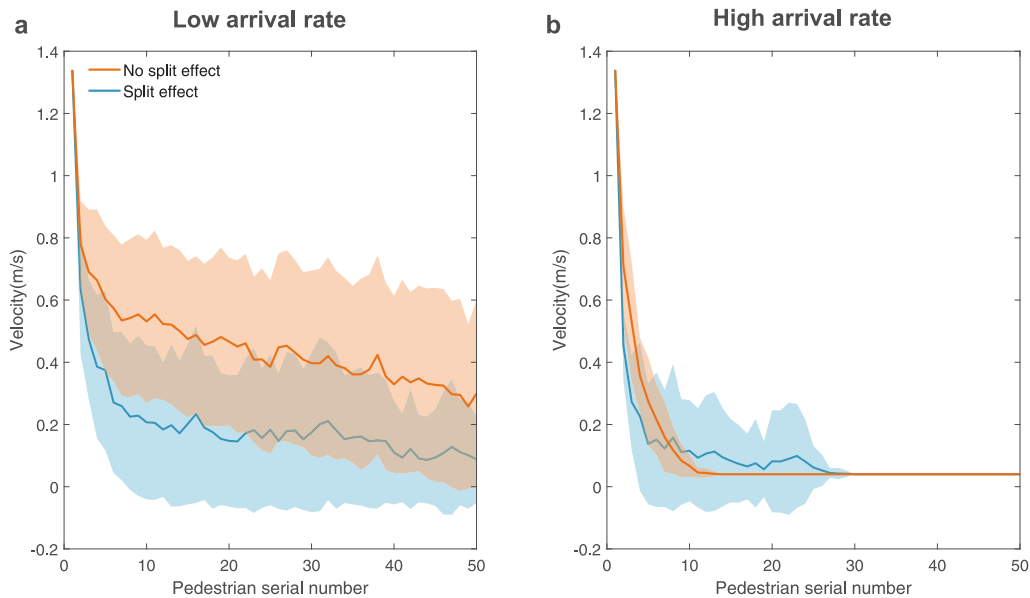 a
Low arrival rate
1.4
1.2
1
0.8
0.6
0.4
0.2
0
-0.2
Velocity(m/s)
No split effect
Split effect
0 10 20 30 40 50
Pedestrian serial number
b
High arrival rate
1.4
1.2
1
0.8
0.6
0.4
0.2
0
-0.2
Velocity(m/s)
0 10 20 30 40 50
Pedestrian serial number